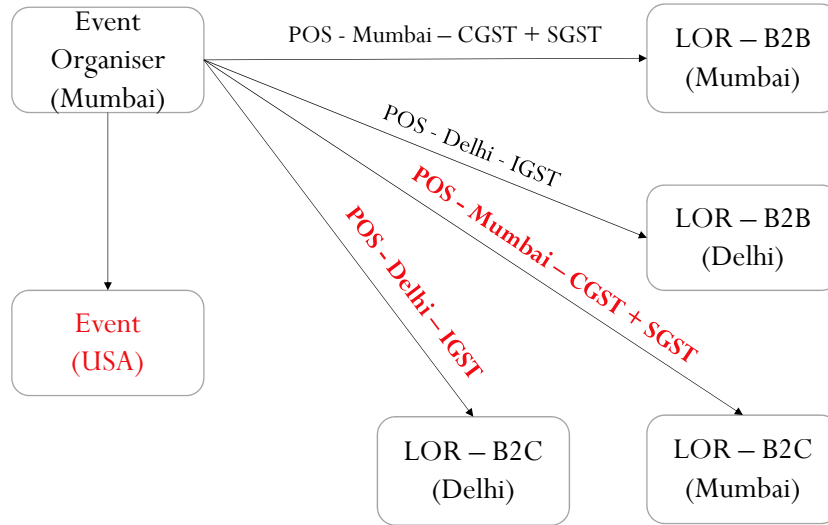 Event
Organiser
(Mumbai)
POS - Mumbai – CGST + SGST
LOR – B2B
(Mumbai)
POS - Delhi - IGST
LOR – B2B
(Delhi)
POS - Mumbai – CGST + SGST
POS - Delhi – IGST
Event
(USA)
LOR – B2C
(Delhi)
LOR – B2C
(Mumbai)